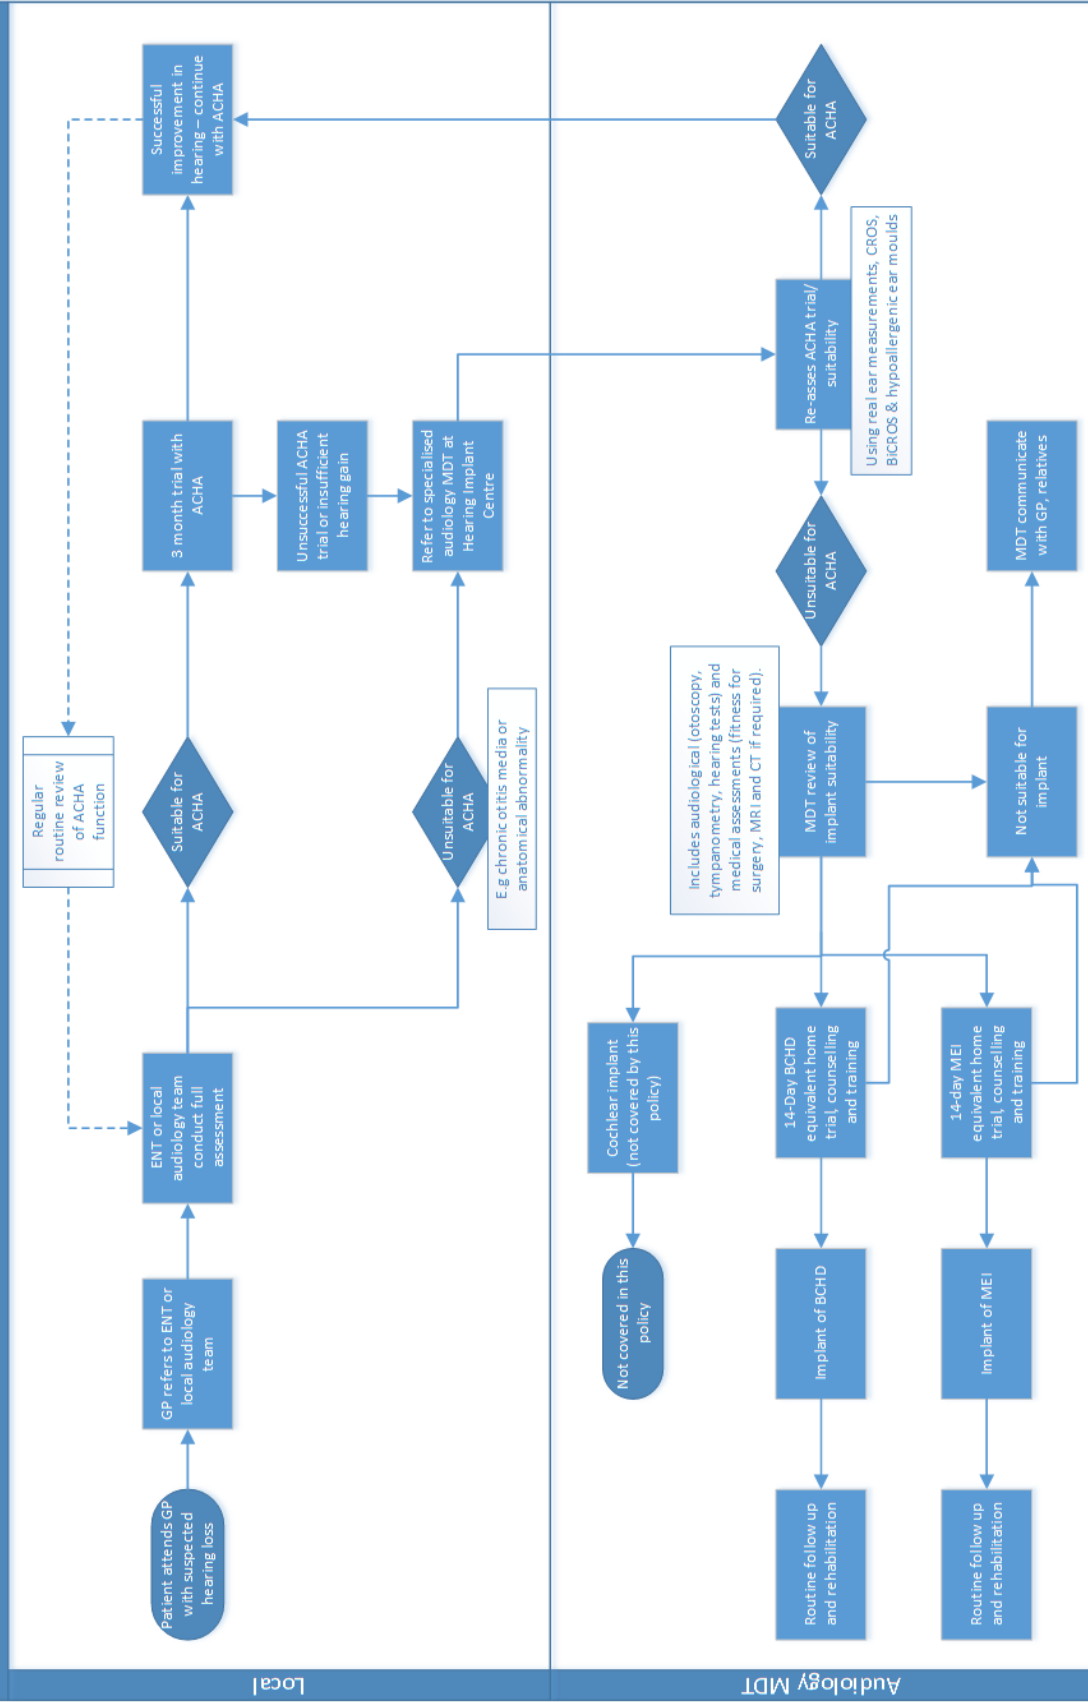 Local
Patient attends GP
with suspected
hearing loss
GP refers to ENT or
local audiology
team
ENT or local
audiology team
conduct full
assessment
Regular
routine review
of ACHA
function
Suitable for
ACHA
Unsuitable for
ACHA
E.g chronic otitis media or
anatomical abnormality
3 month trial with
ACHA
Unsuccessful ACHA
trial or insufficient
hearing gain
Refer to specialised
audiology MDT at
Hearing Implant
Centre
Successful
improvement in
hearing – continue
with ACHA
Audiology MDT
Re-asses ACHA trial/
suitability
Using real ear measurements, CROS,
BiCROS & hypoallergenic ear moulds
Suitable for
ACHA
Unsuitable for
ACHA
Includes audiological (otoscopy,
tympanometry, hearing tests) and
medical assessments (fitness for
surgery, MRI and CT if required).
MDT review of
implant suitability
Not suitable for
implant
MDT communicate
with GP, relatives
Cochlear implant
(not covered by this
policy)
Not covered in this
policy
14-Day BCHD
equivalent home
trial, counselling
and training
Implant of BCHD
Routine follow up
and rehabilitation
14-day MEI
equivalent home
trial, counselling
and training
Implant of MEI
Routine follow up
and rehabilitation